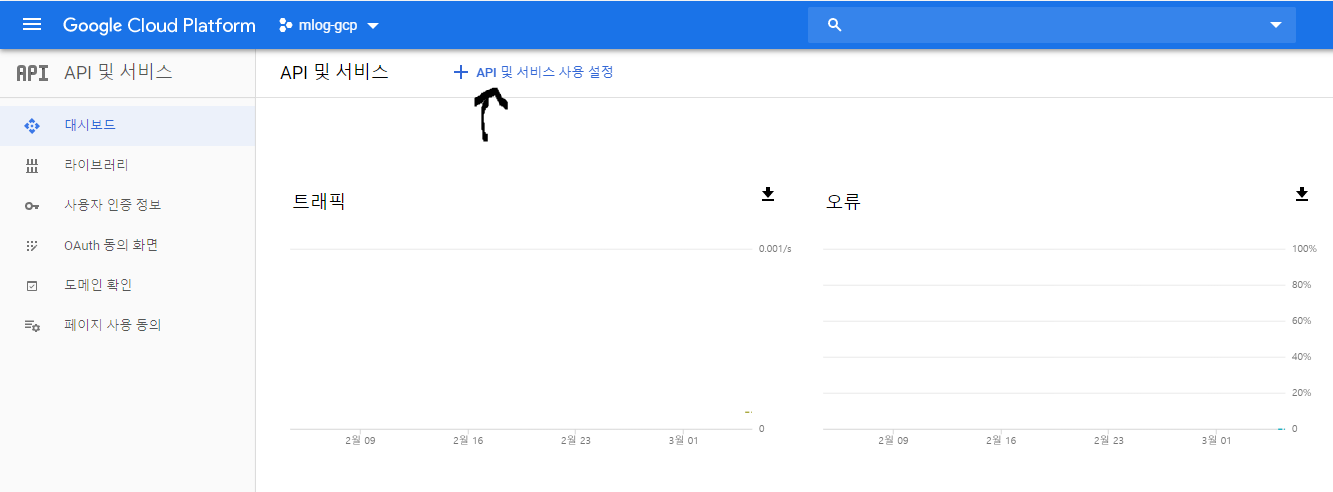 Google Cloud Platform mlog-gcp
API API 및 서비스
API 및 서비스
+ API 및 서비스 사용 설정
대시보드
라이브러리
사용자 인증 정보
OAuth 동의 화면
도메인 확인
페이지 사용 동의
트래픽
0.001/s
0
2월 09
2월 16
2월 23
3월 01
오류
100%
80%
60%
40%
20%
0
2월 09
2월 16
2월 23
3월 01